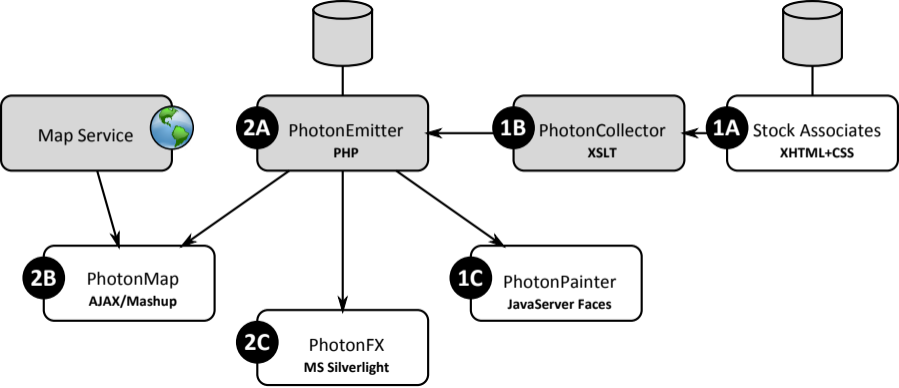 Map Service
2A
PhotonEmitter
PHP
1B
PhotonCollector
XSLT
1A
Stock Associates
XHTML+CSS
2B
PhotonMap
AJAX/Mashup
2C
PhotonFX
MS Silverlight
1C
PhotonPainter
JavaServer Faces